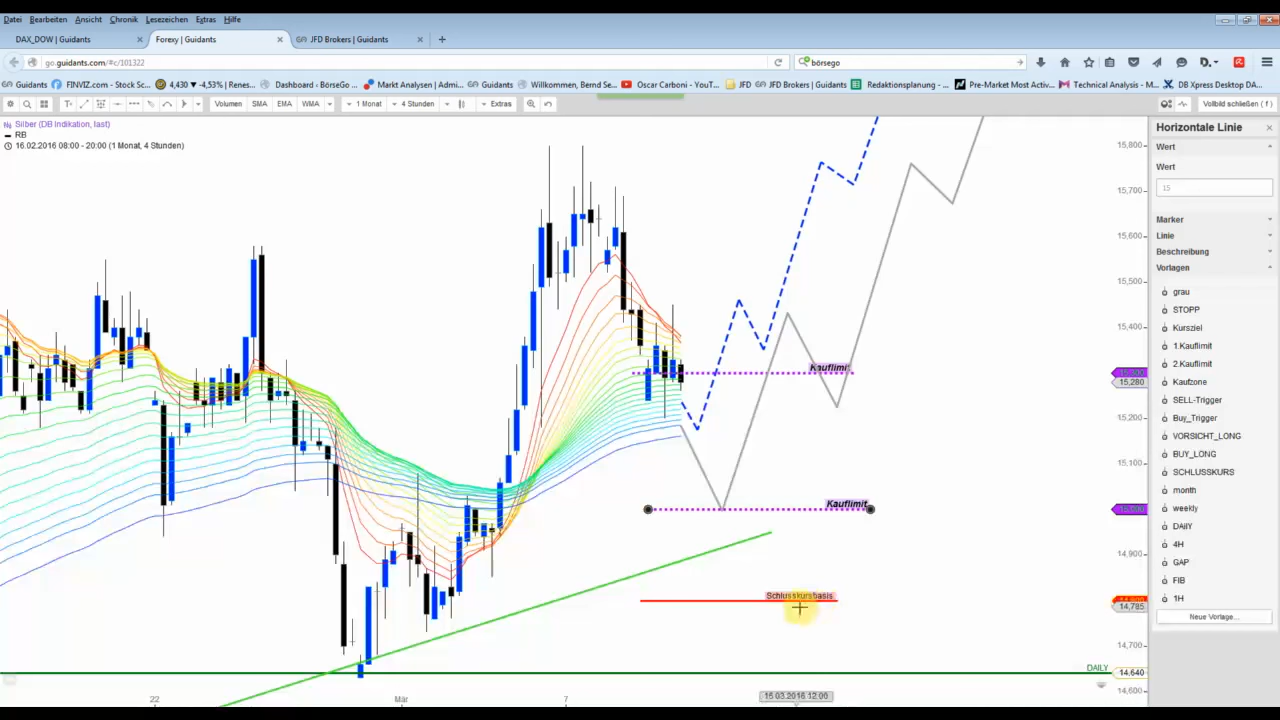 Datei Bearbeiten Ansicht Chronik Lesezeichen Extras Hilfe
DAX_DOW | Guidants Forexy | Guidants JFD Brokers | Guidants
go.guidants.com/#c/101322 börsego
Guidants FINVIZ.com - Stock Sc... 4,430 ▼ -4,53% | Renes... Dashboard ‹ BörseGo ... Markt Analysen | Admi... Guidants Willkommen, Bernd Se... Oscar Carboni - YouT... JFD JFD Brokers | Guidants Redaktionsplanung - ... Pre-Market Most Activ... Technical Analysis - M... DB Xpress Desktop DA...
Volumen SMA EMA WMA 1 Monat 4 Stunden Extras Vollbild schließen ( f )
Silber (DB Indikation, last)
RB
16.02.2016 08:00 - 20:00 (1 Monat, 4 Stunden)
15,800
15,700
15,600
15,500
15,400
Kauflimit
15,280
15,200
15,100
Kauflimit
14,900
Schlusskursbasis
14,785
14,700
DAILY
14,640
14,600
22 Mär 7 15.03.2016 12:00
Horizontale Linie
Wert
Wert
15
Marker
Linie
Beschreibung
Vorlagen
grau
STOPP
Kursziel
1.Kauflimit
2.Kauflimit
Kaufzone
SELL-Trigger
Buy_Trigger
VORSICHT_LONG
BUY_LONG
SCHLUSSKURS
month
weekly
DAILY
4H
GAP
FIB
1H
Neue Vorlage...